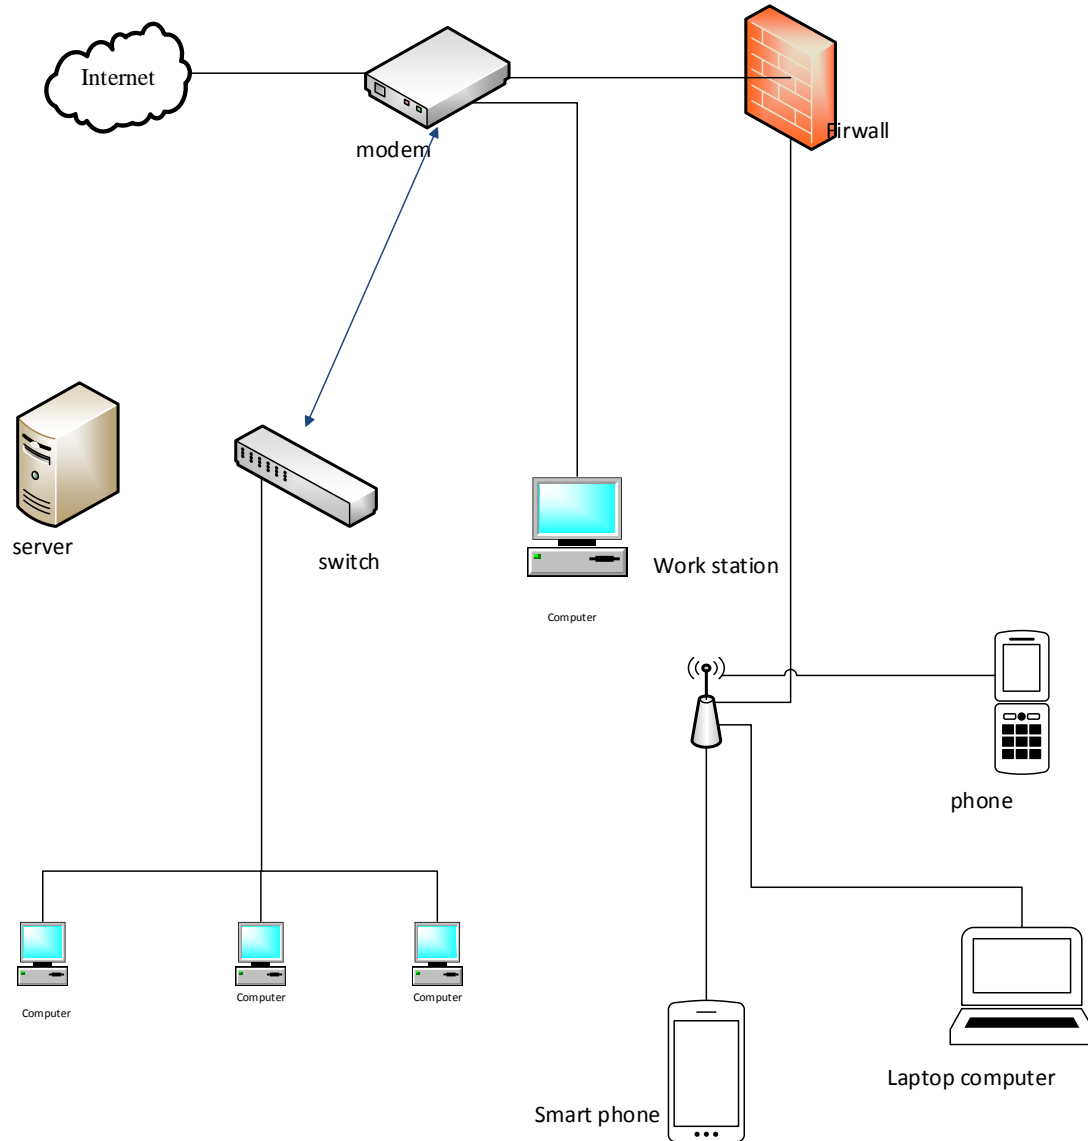 Internet
modem
Firwall
server
switch
Work station
Computer
phone
Computer
Computer
Computer
Laptop computer
Smart phone